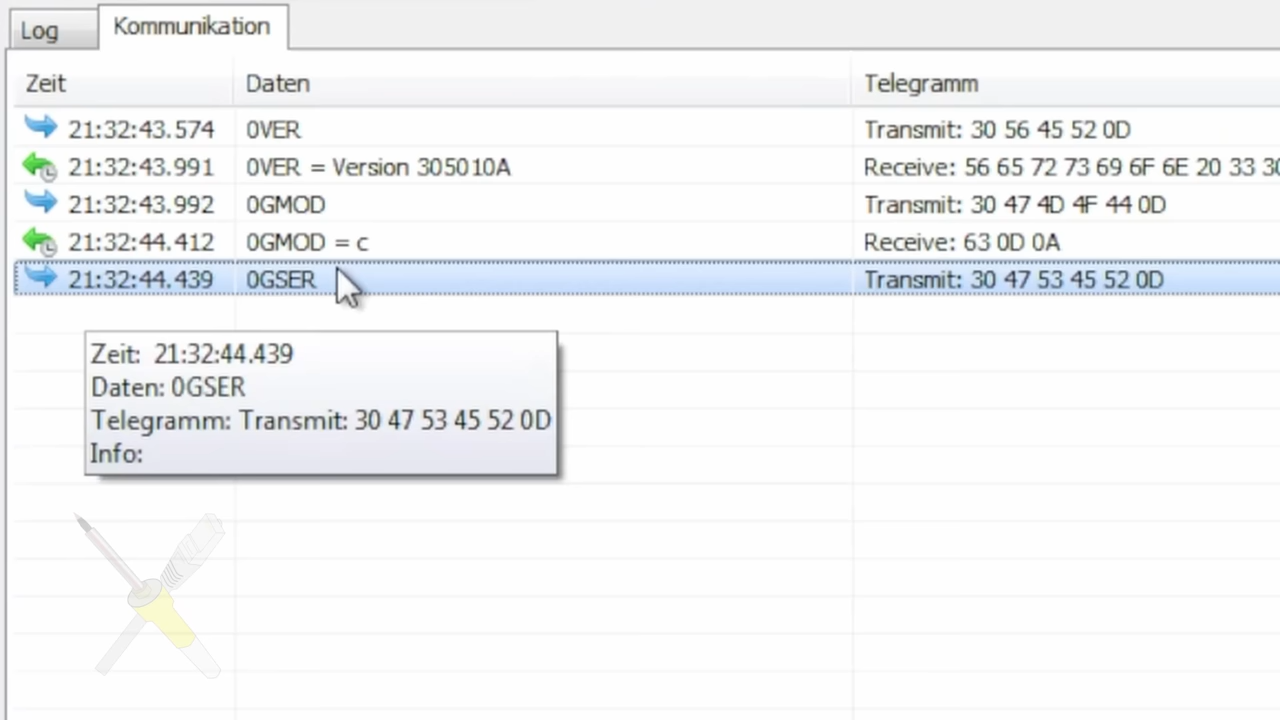 Log Kommunikation
Zeit Daten Telegramm
21:32:43.574 0VER Transmit: 30 56 45 52 0D
21:32:43.991 0VER = Version 305010A Receive: 56 65 72 73 69 6F 6E 20 33 30
21:32:43.992 0GMOD Transmit: 30 47 4D 4F 44 0D
21:32:44.412 0GMOD = c Receive: 63 0D 0A
21:32:44.439 0GSER Transmit: 30 47 53 45 52 0D
Zeit: 21:32:44.439
Daten: 0GSER
Telegramm: Transmit: 30 47 53 45 52 0D
Info: